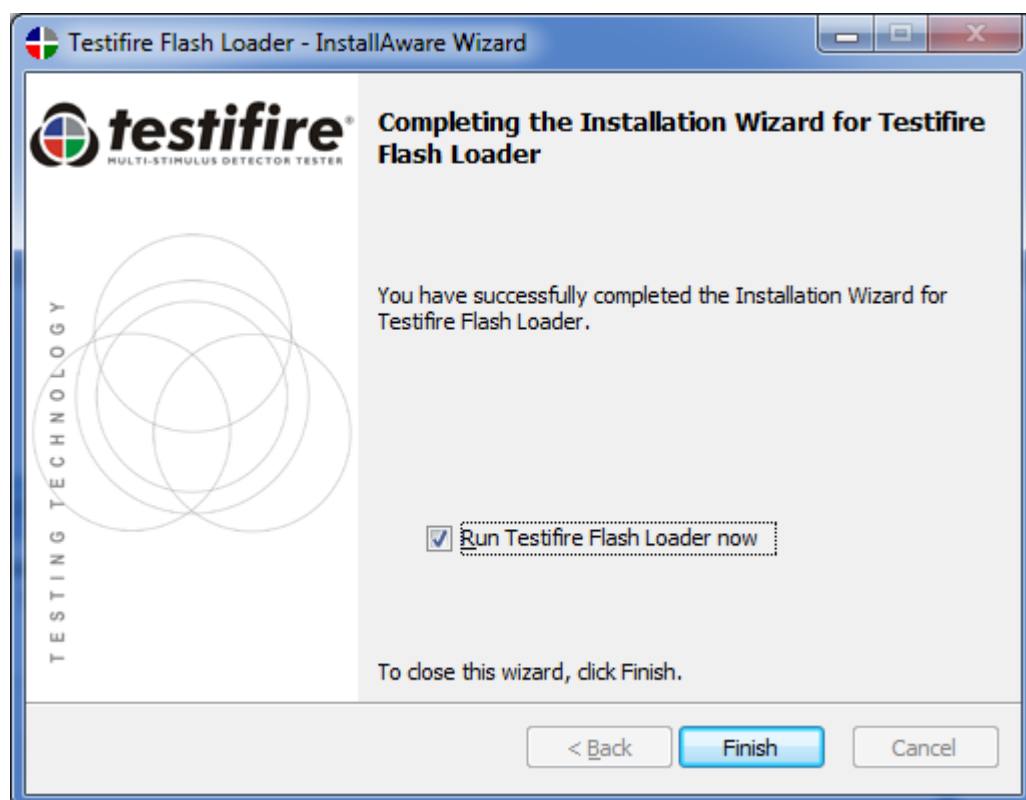 Testifire Flash Loader - InstallAware Wizard
testifire®
MULTI-STIMULUS DETECTOR TESTER
TESTING TECHNOLOGY
Completing the Installation Wizard for Testifire
Flash Loader
You have successfully completed the Installation Wizard for
Testifire Flash Loader.
Run Testifire Flash Loader now
To close this wizard, click Finish.
< Back
Finish
Cancel